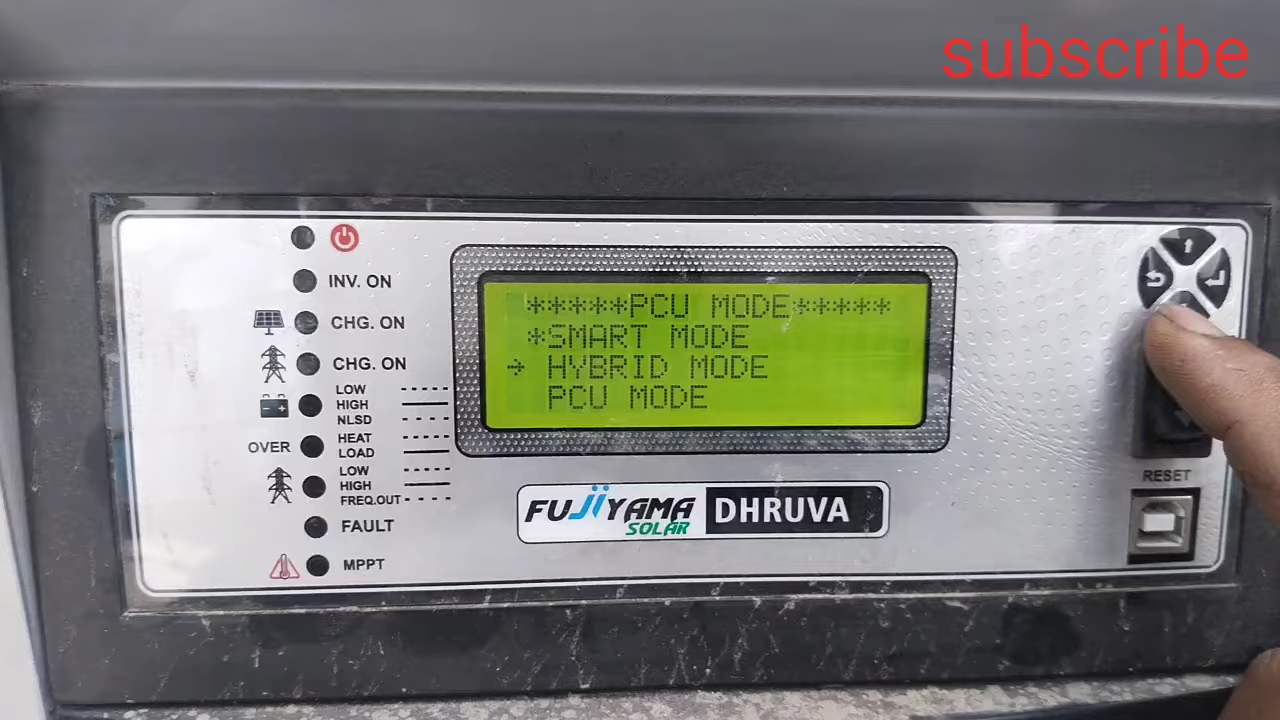 subscribe
INV. ON
CHG. ON
CHG. ON
LOW
HIGH
NLSD
OVER
HEAT
LOAD
LOW
HIGH
FREQ.OUT
FAULT
MPPT
*****PCU MODE*****
*SMART MODE
→ HYBRID MODE
PCU MODE
FUJIYAMA
SOLAR
DHRUVA
RESET